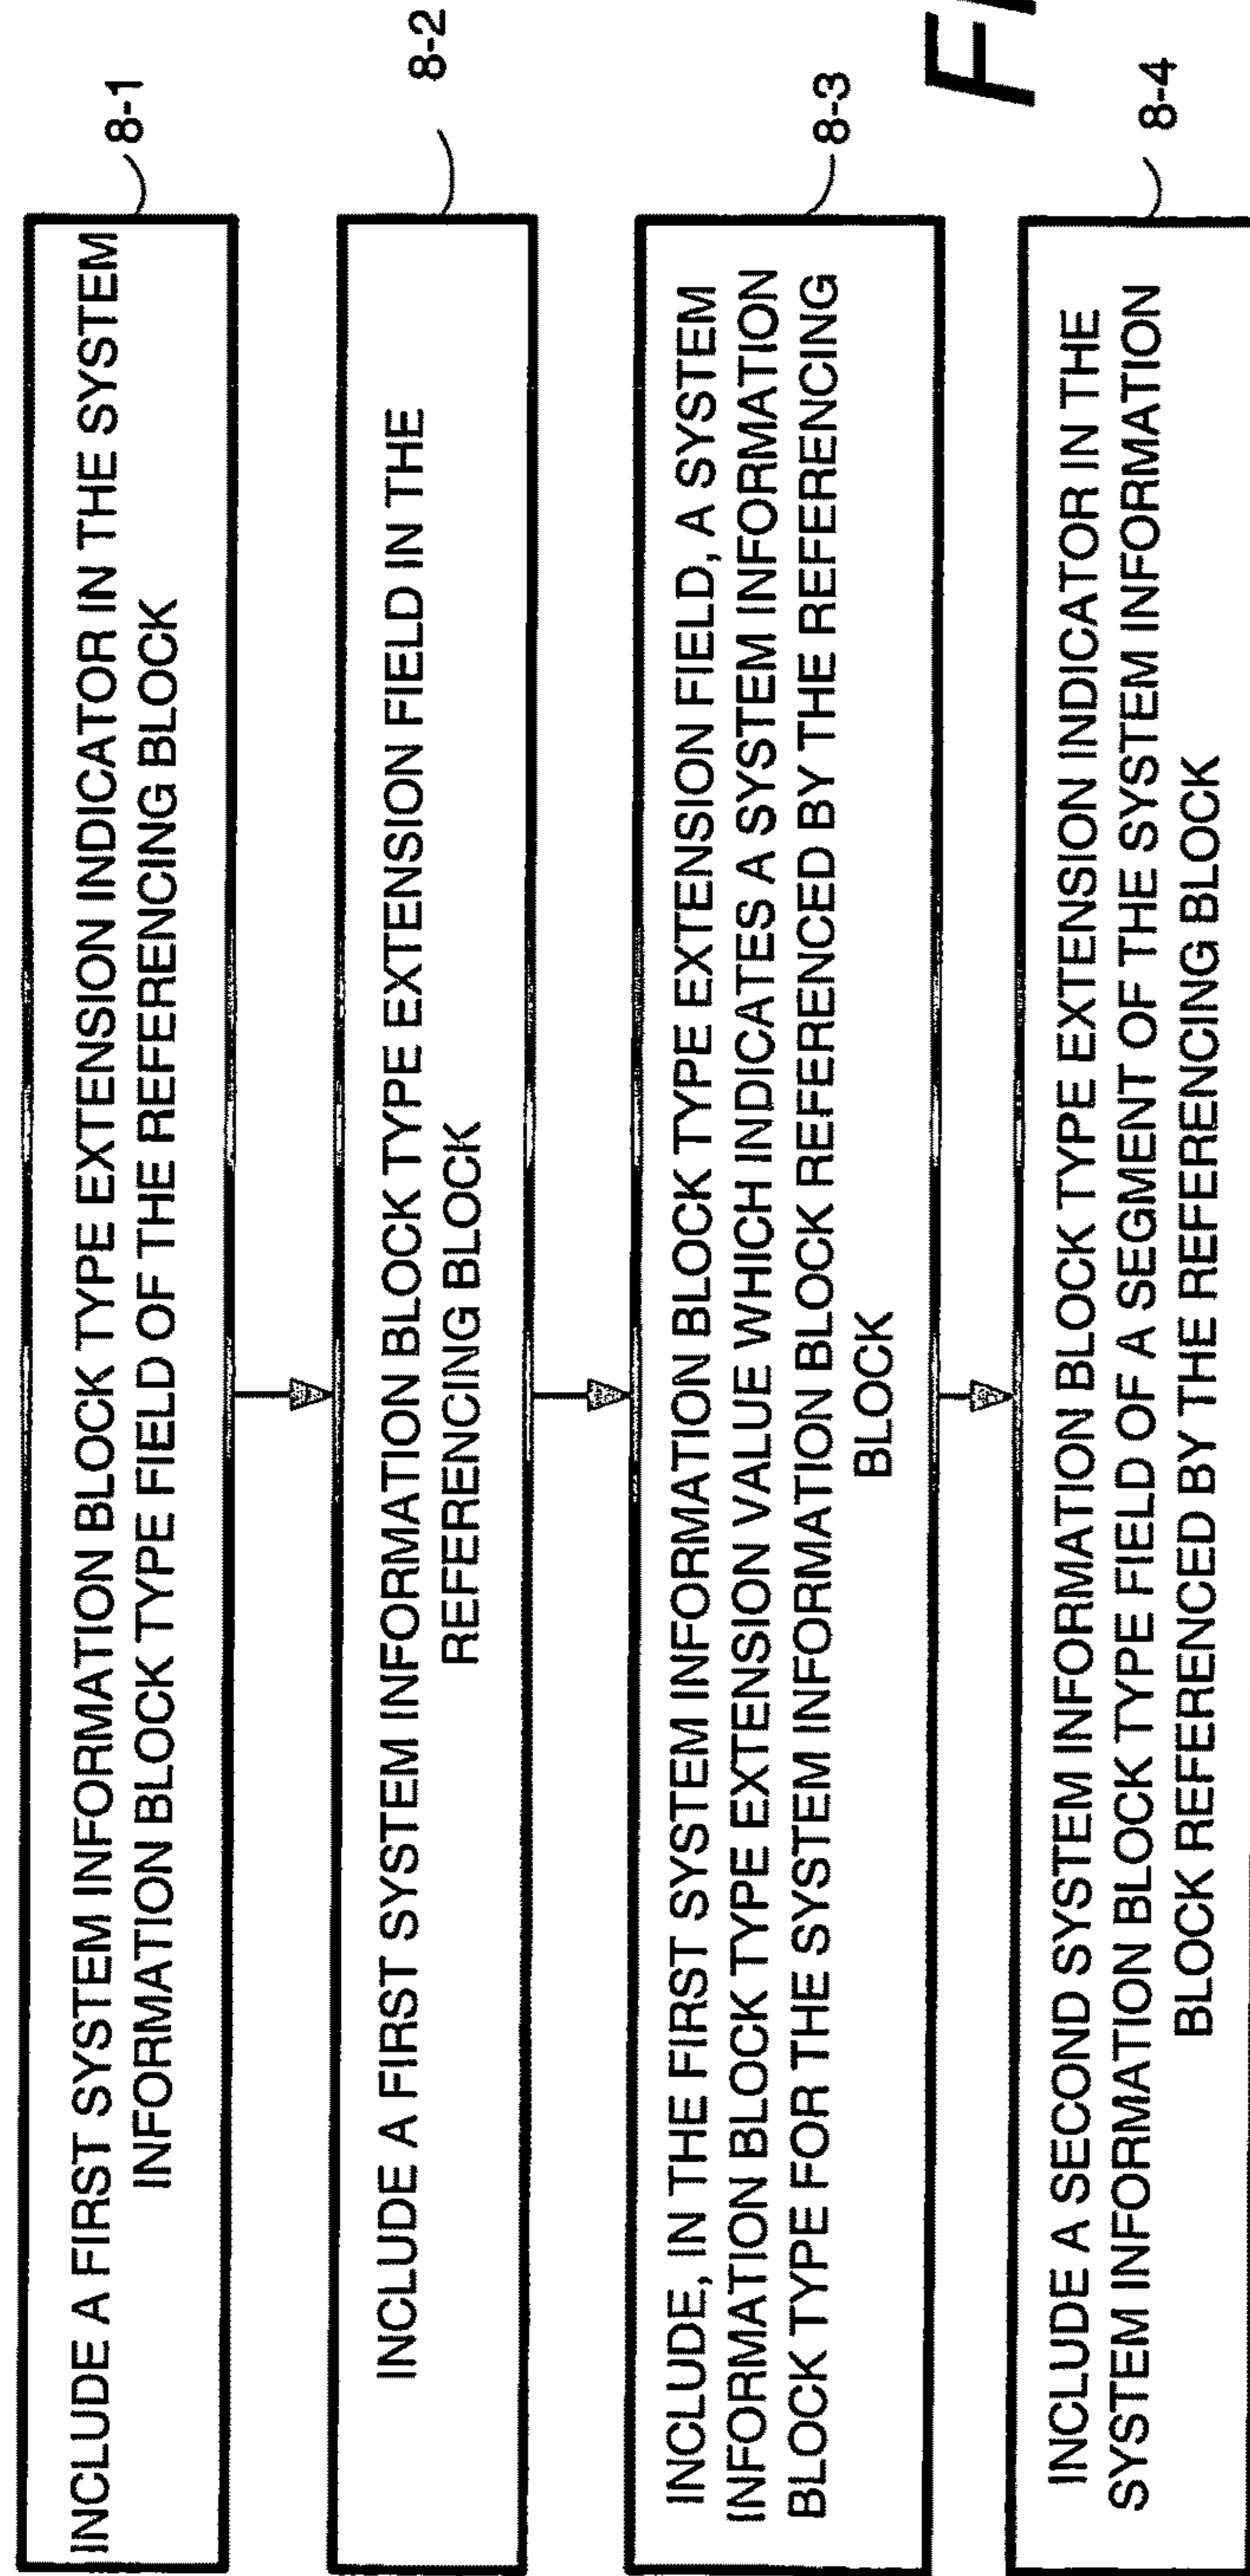 INCLUDE A FIRST SYSTEM INFORMATION BLOCK TYPE EXTENSION INDICATOR IN THE SYSTEM
INFORMATION BLOCK TYPE FIELD OF THE REFERENCING BLOCK
8-1
INCLUDE A FIRST SYSTEM INFORMATION BLOCK TYPE EXTENSION FIELD IN THE
REFERENCING BLOCK
8-2
INCLUDE, IN THE FIRST SYSTEM INFORMATION BLOCK TYPE EXTENSION FIELD, A SYSTEM
INFORMATION BLOCK TYPE EXTENSION VALUE WHICH INDICATES A SYSTEM INFORMATION
BLOCK TYPE FOR THE SYSTEM INFORMATION BLOCK REFERENCED BY THE REFERENCING
BLOCK
8-3
INCLUDE A SECOND SYSTEM INFORMATION BLOCK TYPE EXTENSION INDICATOR IN THE
SYSTEM INFORMATION BLOCK TYPE FIELD OF A SEGMENT OF THE SYSTEM INFORMATION
BLOCK REFERENCED BY THE REFERENCING BLOCK
8-4